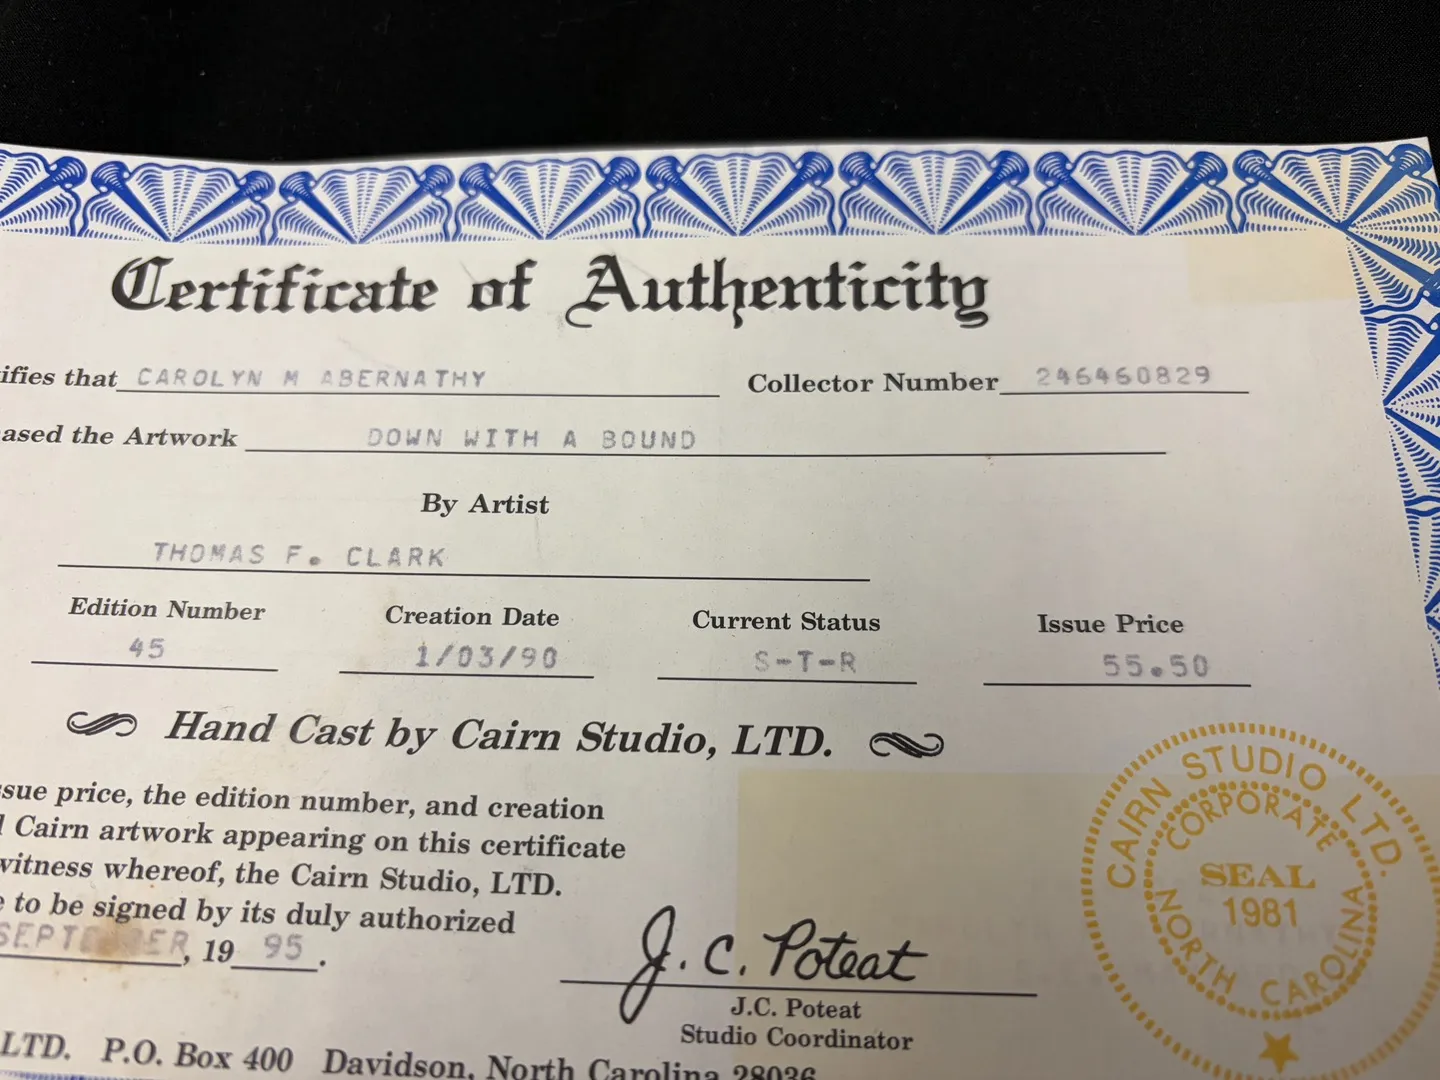 Certificate of Authenticity
ifies that CAROLYN M ABERNATHY Collector Number 246460829
ased the Artwork DOWN WITH A BOUND
By Artist
THOMAS F. CLARK
Edition Number Creation Date Current Status Issue Price
45 1/03/90 S-T-R 55.50
Hand Cast by Cairn Studio, LTD.
ssue price, the edition number, and creation
l Cairn artwork appearing on this certificate
witness whereof, the Cairn Studio, LTD.
e to be signed by its duly authorized
SEPTEMBER, 19 95.
J. C. Poteat
J.C. Poteat
Studio Coordinator
LTD. P.O. Box 400 Davidson, North Carolina 28036
CAIRN STUDIO LTD.
CORPORATE
SEAL
1981
NORTH CAROLINA